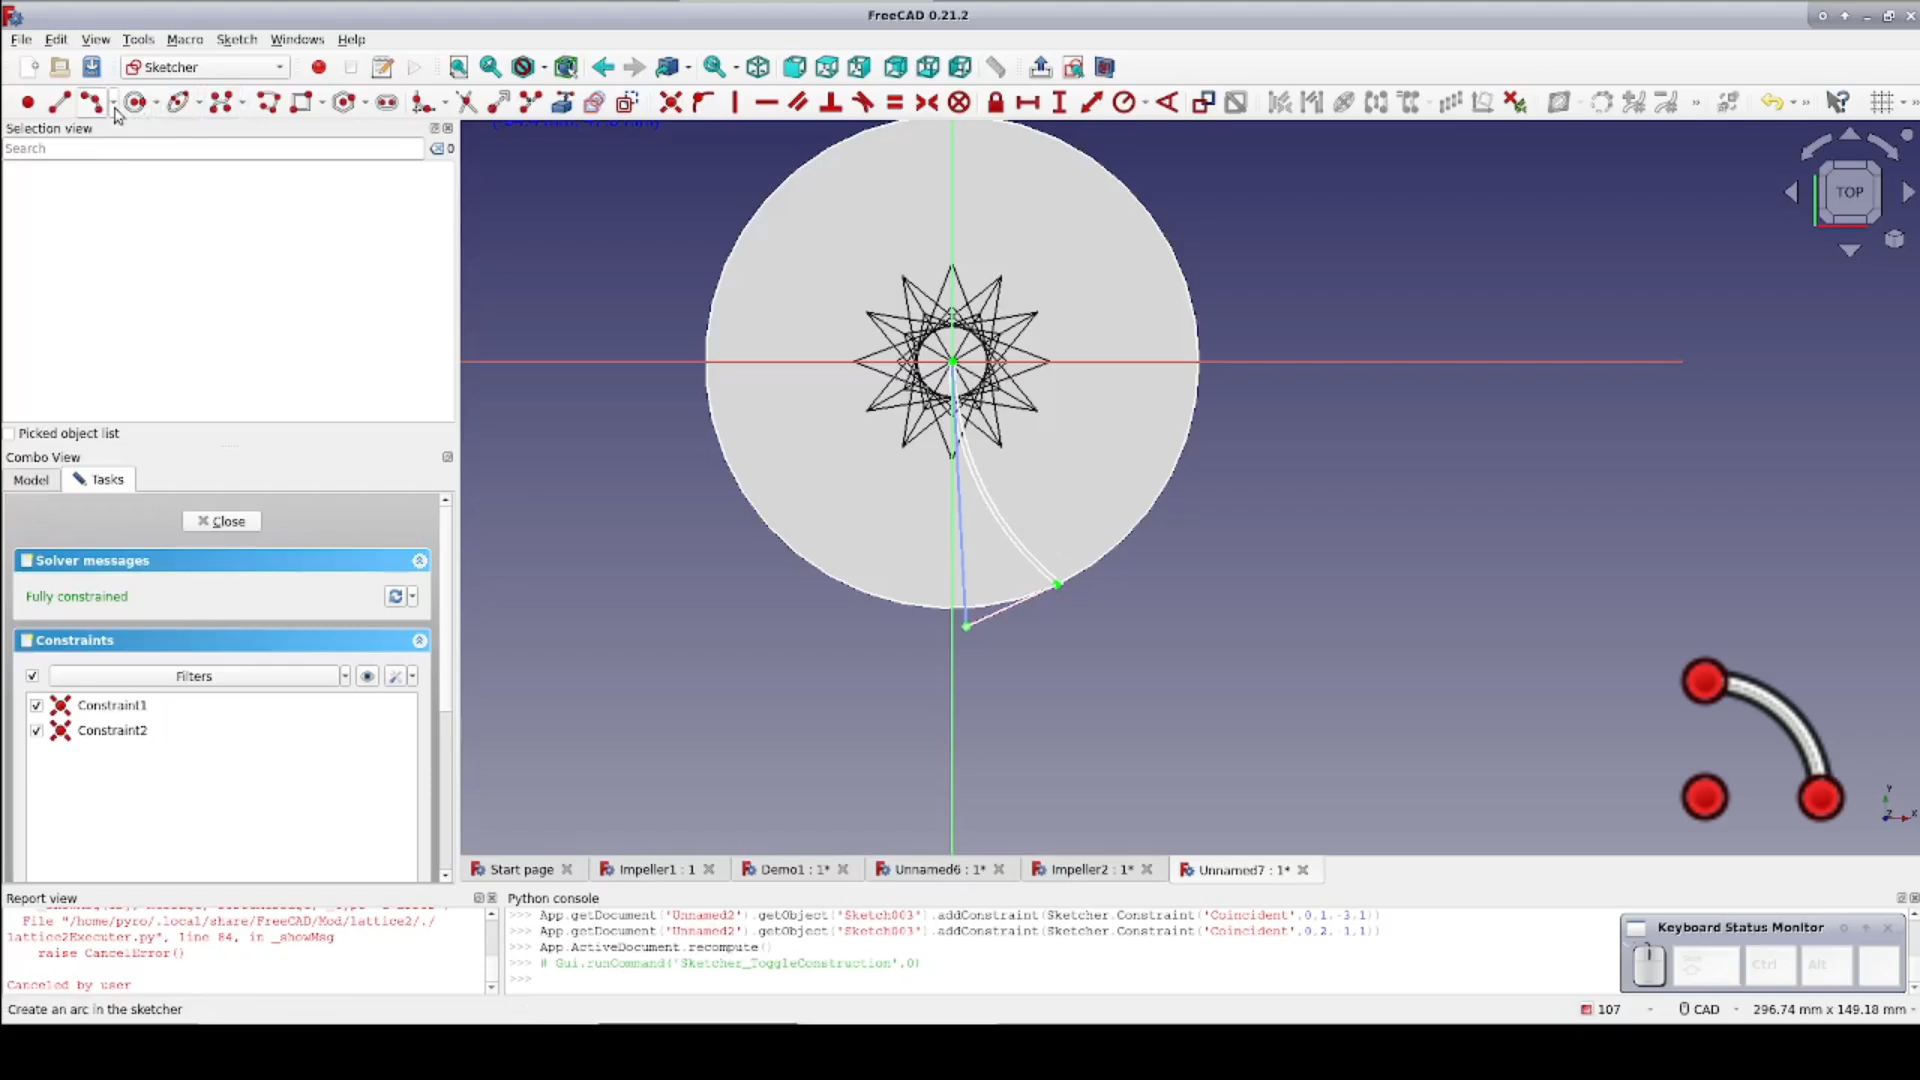 FreeCAD 0.21.2
File Edit View Tools Macro Sketch Windows Help
Sketcher
Selection view
Search
0
TOP
Picked object list
Combo View
Model Tasks
Close
Solver messages
Fully constrained
Constraints
Filters
Constraint1
Constraint2
Y
Z X
Start page Impeller1 : 1 Demo1 : 1* Unnamed6 : 1* Impeller2 : 1* Unnamed7 : 1*
Report view
File "/home/pyro/.local/share/FreeCAD/Mod/lattice2/./
lattice2Executer.py", line 84, in _showMsg
raise CancelError()
Canceled by user
Python console
>>> App.getDocument('Unnamed2').getObject('Sketch003').addConstraint(Sketcher.Constraint('Coincident',0,1,-3,1))
>>> App.getDocument('Unnamed2').getObject('Sketch003').addConstraint(Sketcher.Constraint('Coincident',0,2,-1,1))
>>> App.ActiveDocument.recompute()
>>> # Gui.runCommand('Sketcher_ToggleConstruction',0)
>>>
Keyboard Status Monitor
Ctrl Alt
Create an arc in the sketcher
107 CAD 296.74 mm x 149.18 mm